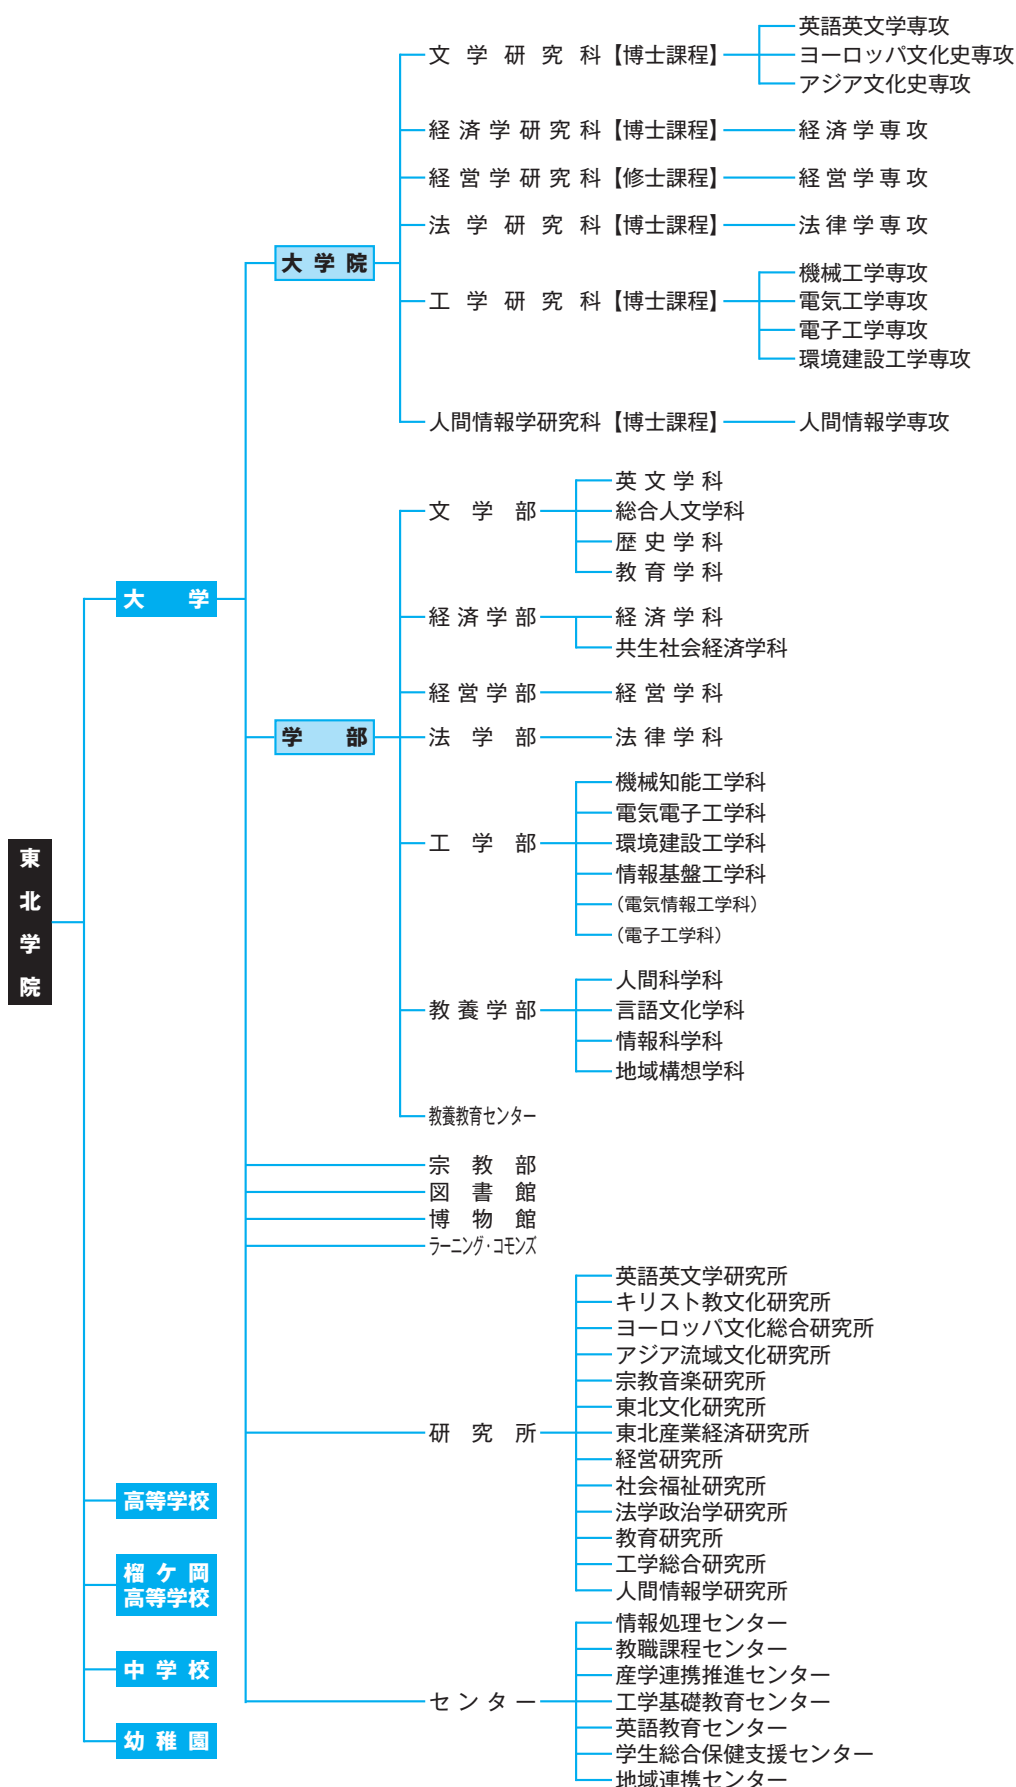 東北学院
大学
大学院
文学研究科【博士課程】
英語英文学専攻
ヨーロッパ文化史専攻
アジア文化史専攻
経済学研究科【博士課程】
経済学専攻
経営学研究科【修士課程】
経営学専攻
法学研究科【博士課程】
法律学専攻
工学研究科【博士課程】
機械工学専攻
電気工学専攻
電子工学専攻
環境建設工学専攻
人間情報学研究科【博士課程】
人間情報学専攻
学部
文学部
英文学科
総合人文学科
歴史学科
教育学科
経済学部
経済学科
共生社会経済学科
経営学部
経営学科
法学部
法律学科
工学部
機械知能工学科
電気電子工学科
環境建設工学科
情報基盤工学科
（電気情報工学科）
（電子工学科）
教養学部
人間科学科
言語文化学科
情報科学科
地域構想学科
教養教育センター
宗教部
図書館
博物館
ラーニング・コモンズ
研究所
英語英文学研究所
キリスト教文化研究所
ヨーロッパ文化総合研究所
アジア流域文化研究所
宗教音楽研究所
東北文化研究所
東北産業経済研究所
経営研究所
社会福祉研究所
法学政治学研究所
教育研究所
工学総合研究所
人間情報学研究所
センター
情報処理センター
教職課程センター
産学連携推進センター
工学基礎教育センター
英語教育センター
学生総合保健支援センター
地域連携センター
高等学校
榴ケ岡
高等学校
中学校
幼稚園